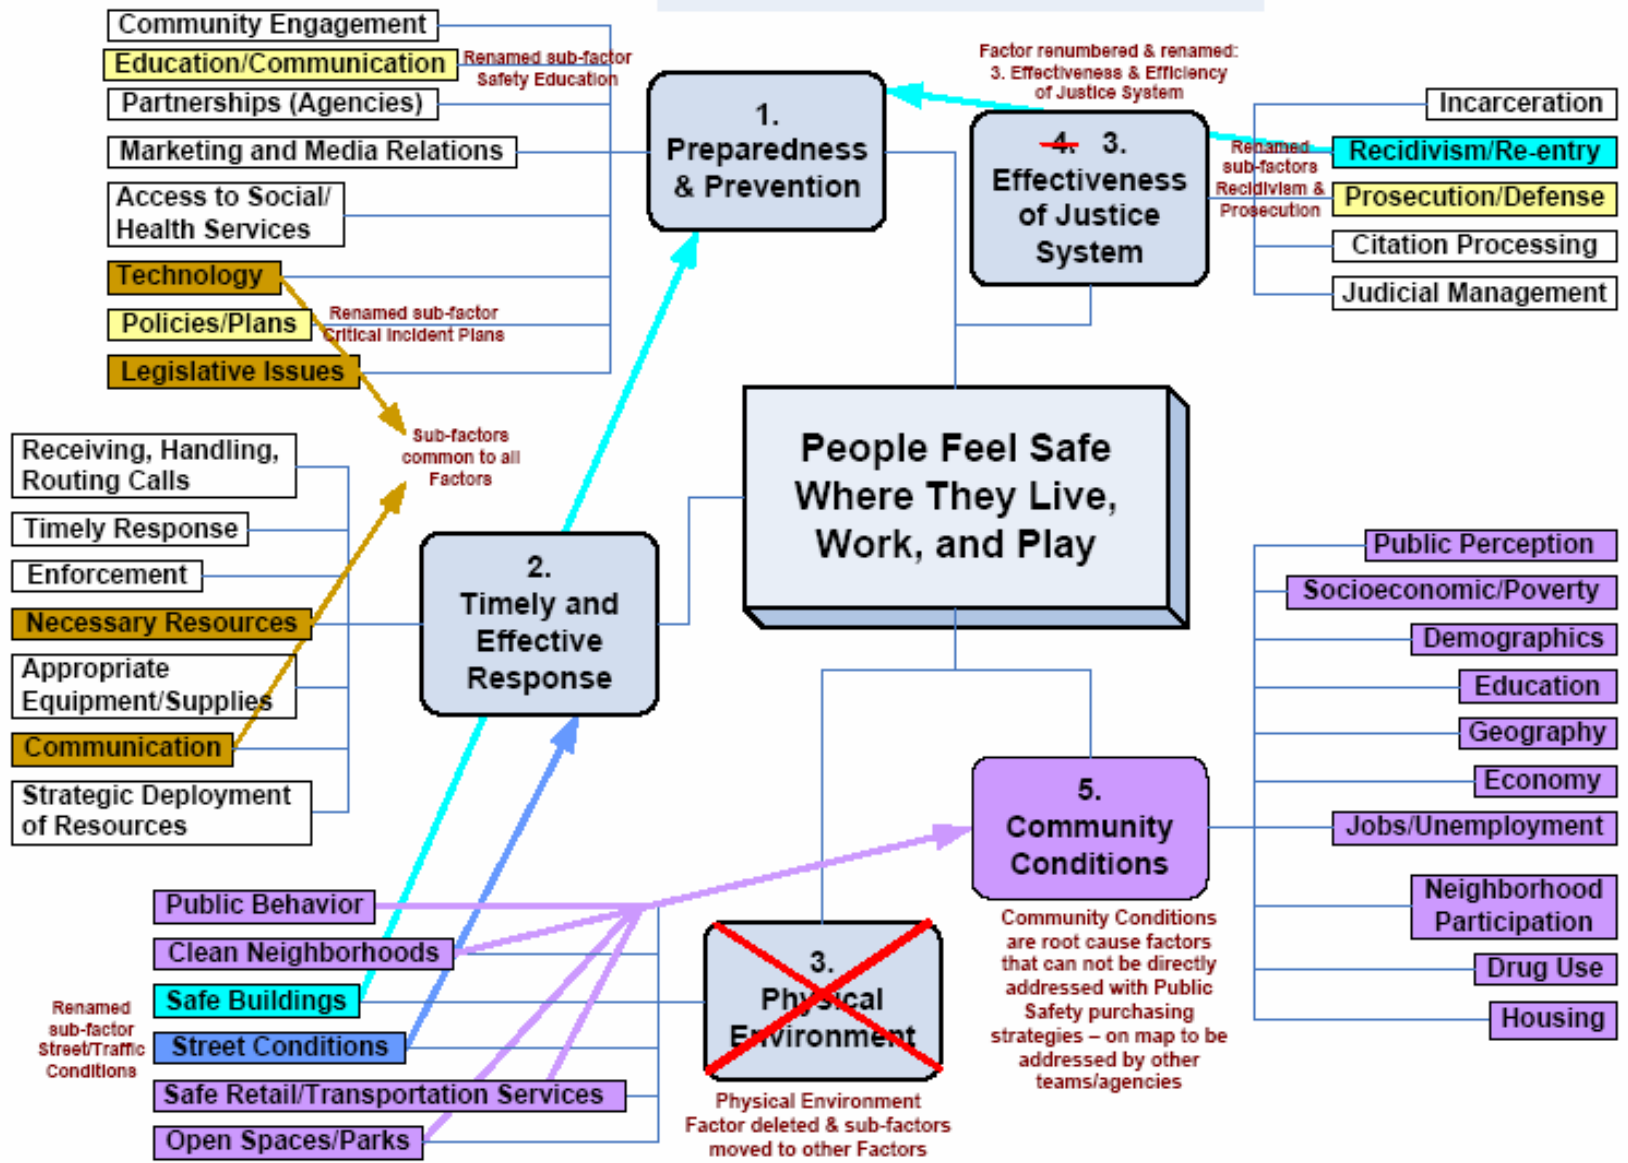 Community Engagement
Education/Communication
Renamed sub-factor
Safety Education
Partnerships (Agencies)
Marketing and Media Relations
Access to Social/
Health Services
Technology
Policies/Plans
Renamed sub-factor
Critical Incident Plans
Legislative Issues
1.
Preparedness
& Prevention
Factor renumbered & renamed:
3. Effectiveness & Efficiency
of Justice System
4. 3.
Effectiveness
of Justice
System
Renamed
sub-factors
Recidivism &
Prosecution
Incarceration
Recidivism/Re-entry
Prosecution/Defense
Citation Processing
Judicial Management
Sub-factors
common to all
Factors
People Feel Safe
Where They Live,
Work, and Play
Receiving, Handling,
Routing Calls
Timely Response
Enforcement
Necessary Resources
Appropriate
Equipment/Supplies
Communication
Strategic Deployment
of Resources
2.
Timely and
Effective
Response
Public Perception
Socioeconomic/Poverty
Demographics
Education
Geography
Economy
Jobs/Unemployment
Neighborhood
Participation
Drug Use
Housing
5.
Community
Conditions
Community Conditions
are root cause factors
that can not be directly
addressed with Public
Safety purchasing
strategies – on map to be
addressed by other
teams/agencies
Public Behavior
Clean Neighborhoods
Safe Buildings
Renamed
sub-factor
Street/Traffic
Conditions
Street Conditions
Safe Retail/Transportation Services
Open Spaces/Parks
3.
Physical
Environment
Physical Environment
Factor deleted & sub-factors
moved to other Factors